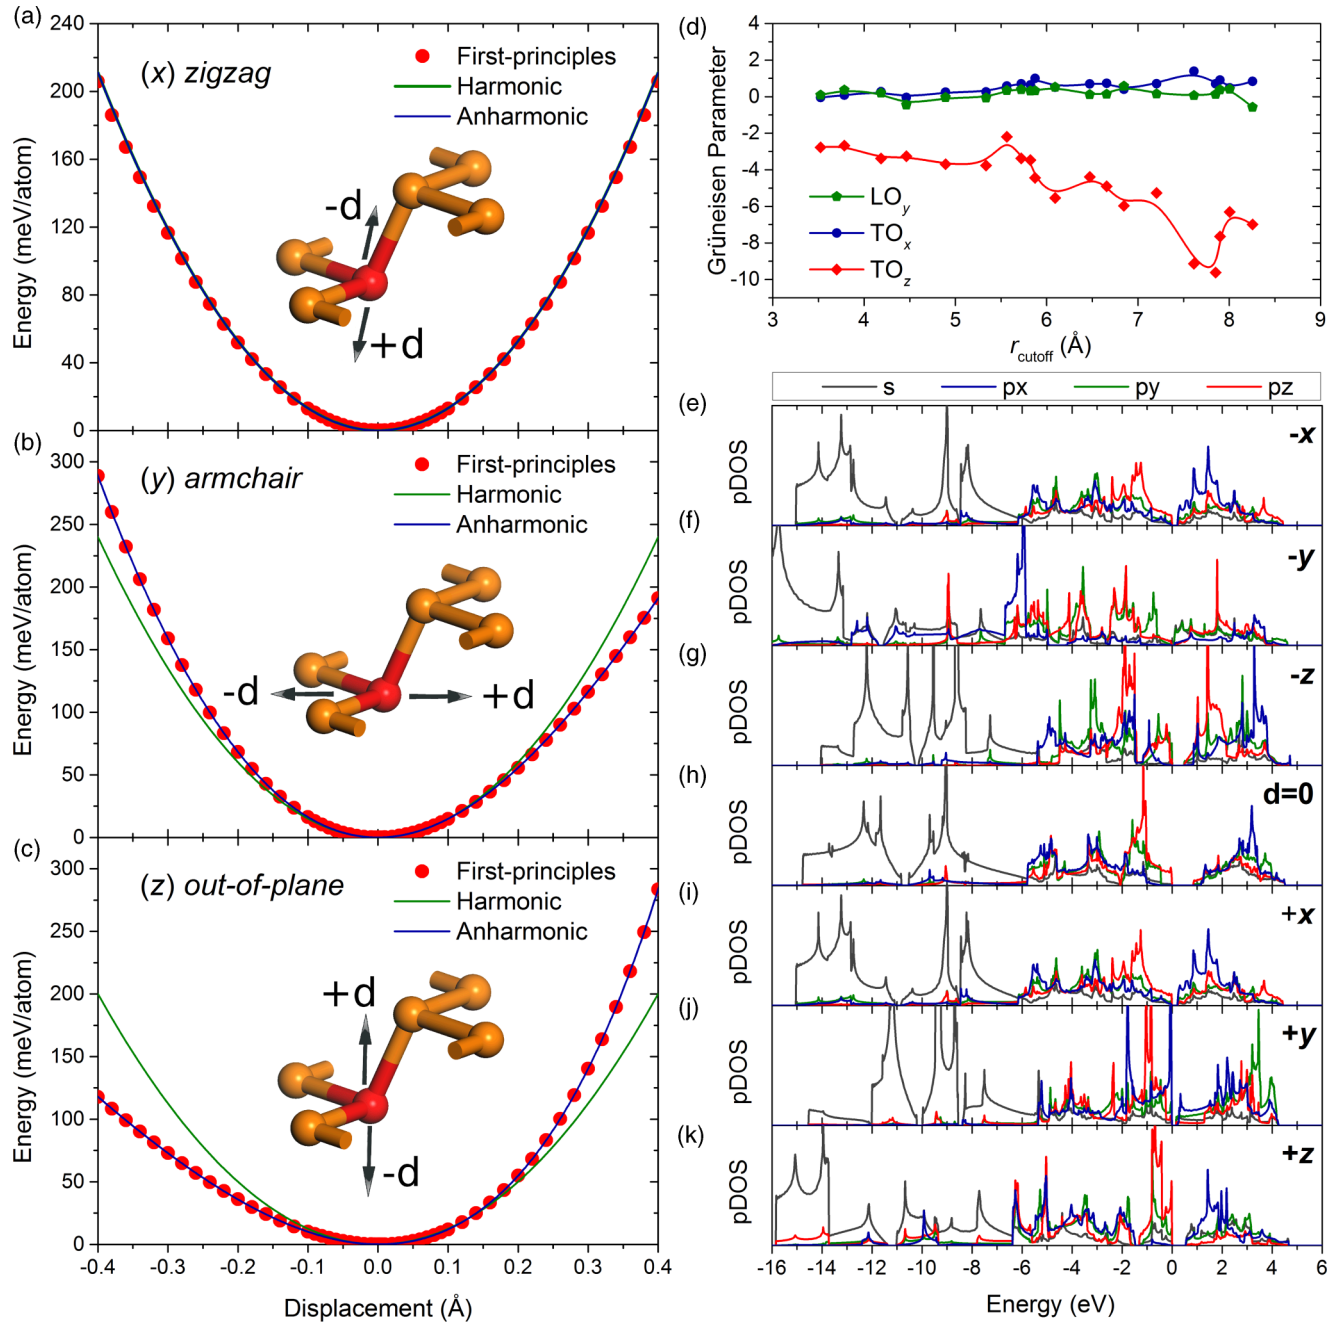 (a)
240
200
160
120
80
40
0
Energy (meV/atom)
(x) zigzag
First-principles
Harmonic
Anharmonic
-d
+d
(b)
300
250
200
150
100
50
0
Energy (meV/atom)
(y) armchair
First-principles
Harmonic
Anharmonic
-d
+d
(c)
300
250
200
150
100
50
0
Energy (meV/atom)
(z) out-of-plane
First-principles
Harmonic
Anharmonic
+d
-d
-0.4 -0.3 -0.2 -0.1 0.0 0.1 0.2 0.3 0.4
Displacement (Å)
(d)
4
2
0
-2
-4
-6
-8
-10
Grüneisen Parameter
LOy
TOx
TOz
3 4 5 6 7 8 9
rcutoff (Å)
s px py pz
(e)
pDOS
-x
(f)
pDOS
-y
(g)
pDOS
-z
(h)
pDOS
d=0
(i)
pDOS
+x
(j)
pDOS
+y
(k)
pDOS
+z
-16 -14 -12 -10 -8 -6 -4 -2 0 2 4 6
Energy (eV)